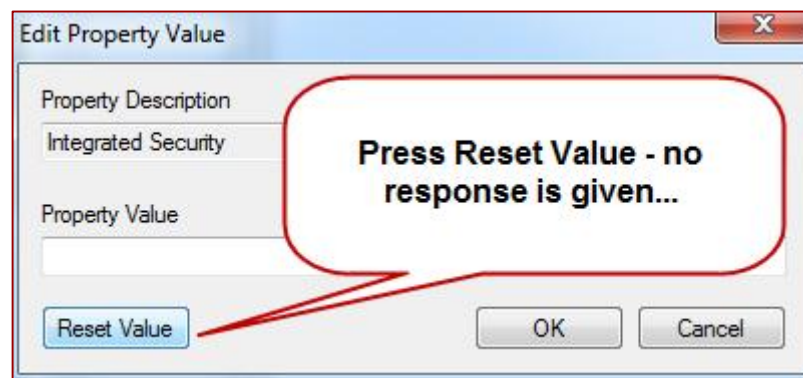 Edit Property Value
Property Description
Integrated Security
Press Reset Value - no
response is given...
Property Value
Reset Value
OK
Cancel